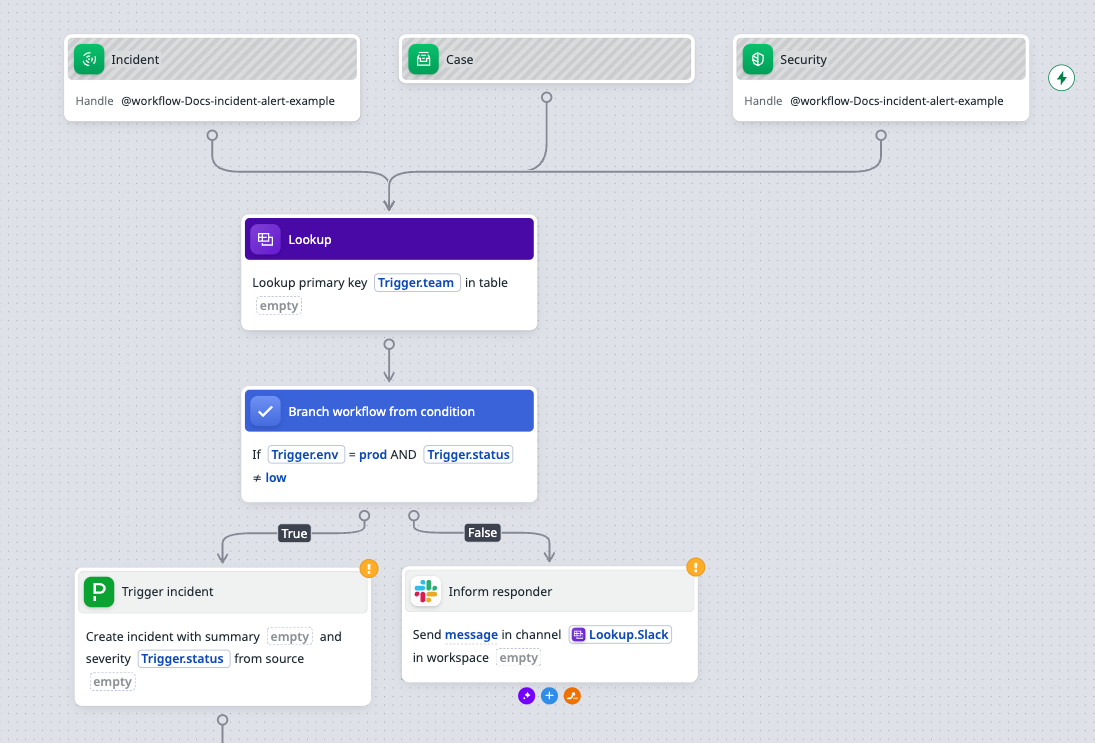 Incident
Handle @workflow-Docs-incident-alert-example
Case
Security
Handle @workflow-Docs-incident-alert-example
Lookup
Lookup primary key Trigger.team in table
empty
Branch workflow from condition
If Trigger.env = prod AND Trigger.status
≠ low
True
False
Trigger incident
Create incident with summary empty and
severity Trigger.status from source
empty
Inform responder
Send message in channel Lookup.Slack
in workspace empty